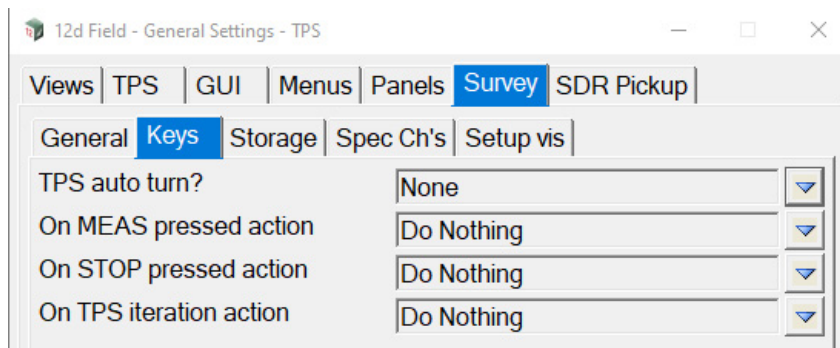 12d Field - General Settings - TPS
Views TPS GUI Menus Panels Survey SDR Pickup
General Keys Storage Spec Ch's Setup vis
TPS auto turn? None
On MEAS pressed action Do Nothing
On STOP pressed action Do Nothing
On TPS iteration action Do Nothing